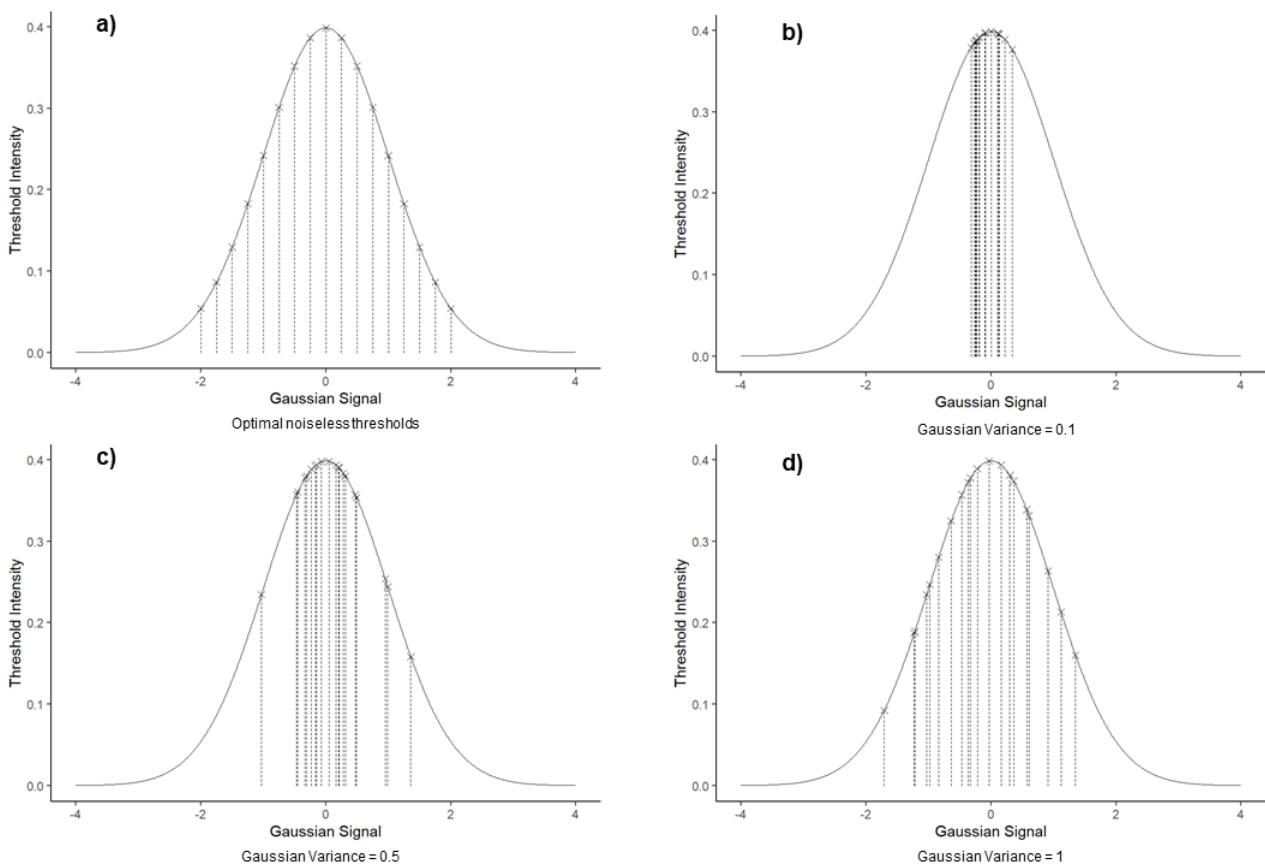 a)
0.4
0.3
0.2
0.1
0.0
Threshold Intensity
-4 -2 0 2 4
Gaussian Signal
Optimal noiseless thresholds
b)
0.4
0.3
0.2
0.1
0.0
Threshold Intensity
-4 -2 0 2 4
Gaussian Signal
Gaussian Variance = 0.1
c)
0.4
0.3
0.2
0.1
0.0
Threshold Intensity
-4 -2 0 2 4
Gaussian Signal
Gaussian Variance = 0.5
d)
0.4
0.3
0.2
0.1
0.0
Threshold Intensity
-4 -2 0 2 4
Gaussian Signal
Gaussian Variance = 1